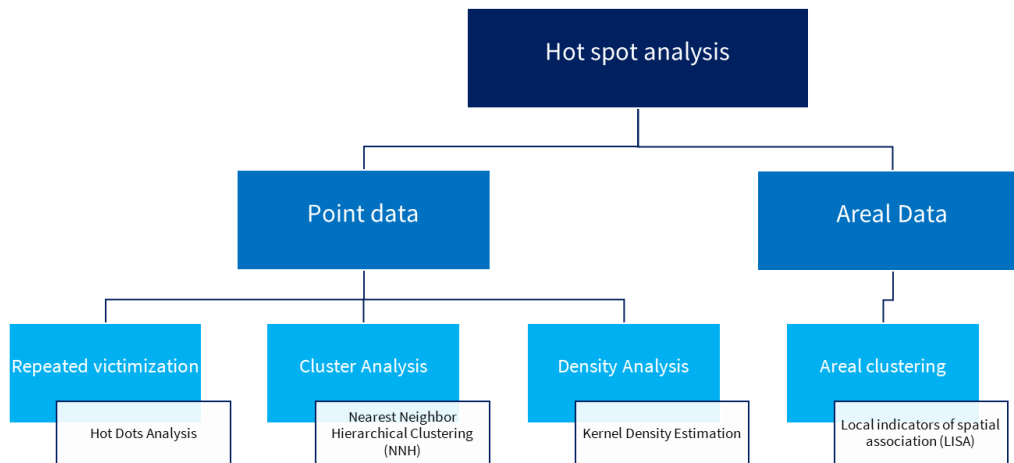 Hot spot analysis
Point data
Areal Data
Repeated victimization
Cluster Analysis
Density Analysis
Areal clustering
Hot Dots Analysis
Nearest Neighbor
Hierarchical Clustering
(NNH)
Kernel Density Estimation
Local indicators of spatial
association (LISA)